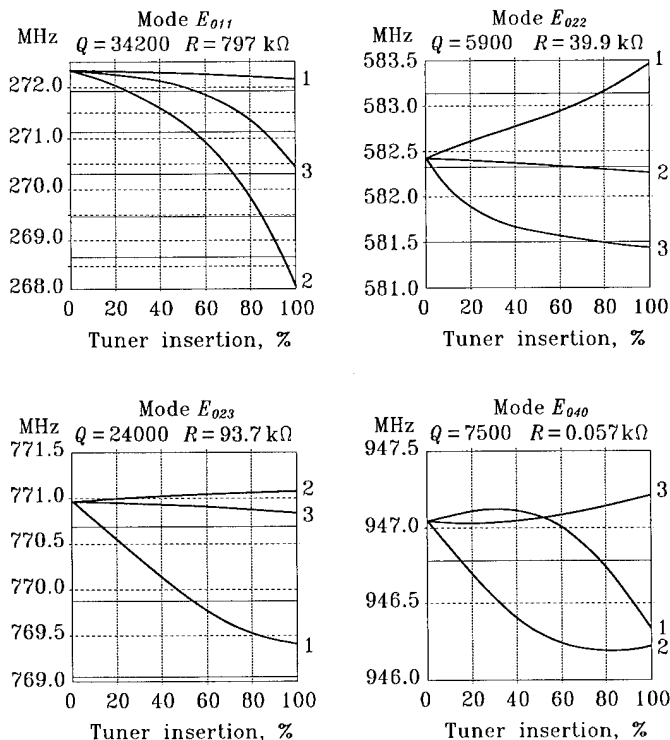 Mode E011
MHz
Q = 34200 R = 797 kΩ
272.0
271.0
270.0
269.0
268.0
1
3
2
0 20 40 60 80 100
Tuner insertion, %
Mode E022
MHz
Q = 5900 R = 39.9 kΩ
583.5
583.0
582.5
582.0
581.5
581.0
1
2
3
0 20 40 60 80 100
Tuner insertion, %
Mode E023
MHz
Q = 24000 R = 93.7 kΩ
771.5
771.0
770.5
770.0
769.5
769.0
2
3
1
0 20 40 60 80 100
Tuner insertion, %
Mode E040
MHz
Q = 7500 R = 0.057 kΩ
947.5
947.0
946.5
946.0
3
1
2
0 20 40 60 80 100
Tuner insertion, %